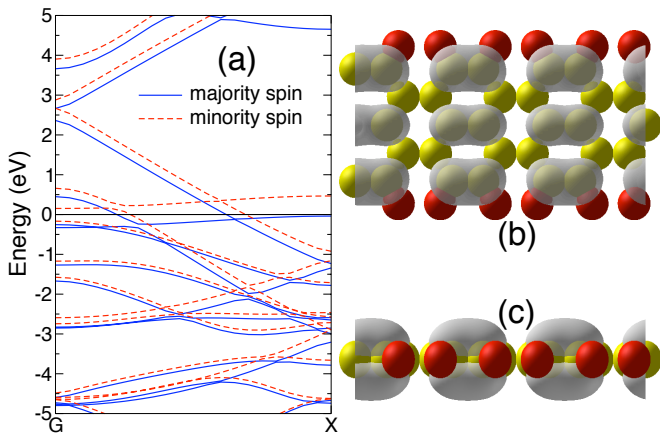 (a)
majority spin
minority spin
Energy (eV)
5
4
3
2
1
0
-1
-2
-3
-4
-5
G
X
(b)
(c)